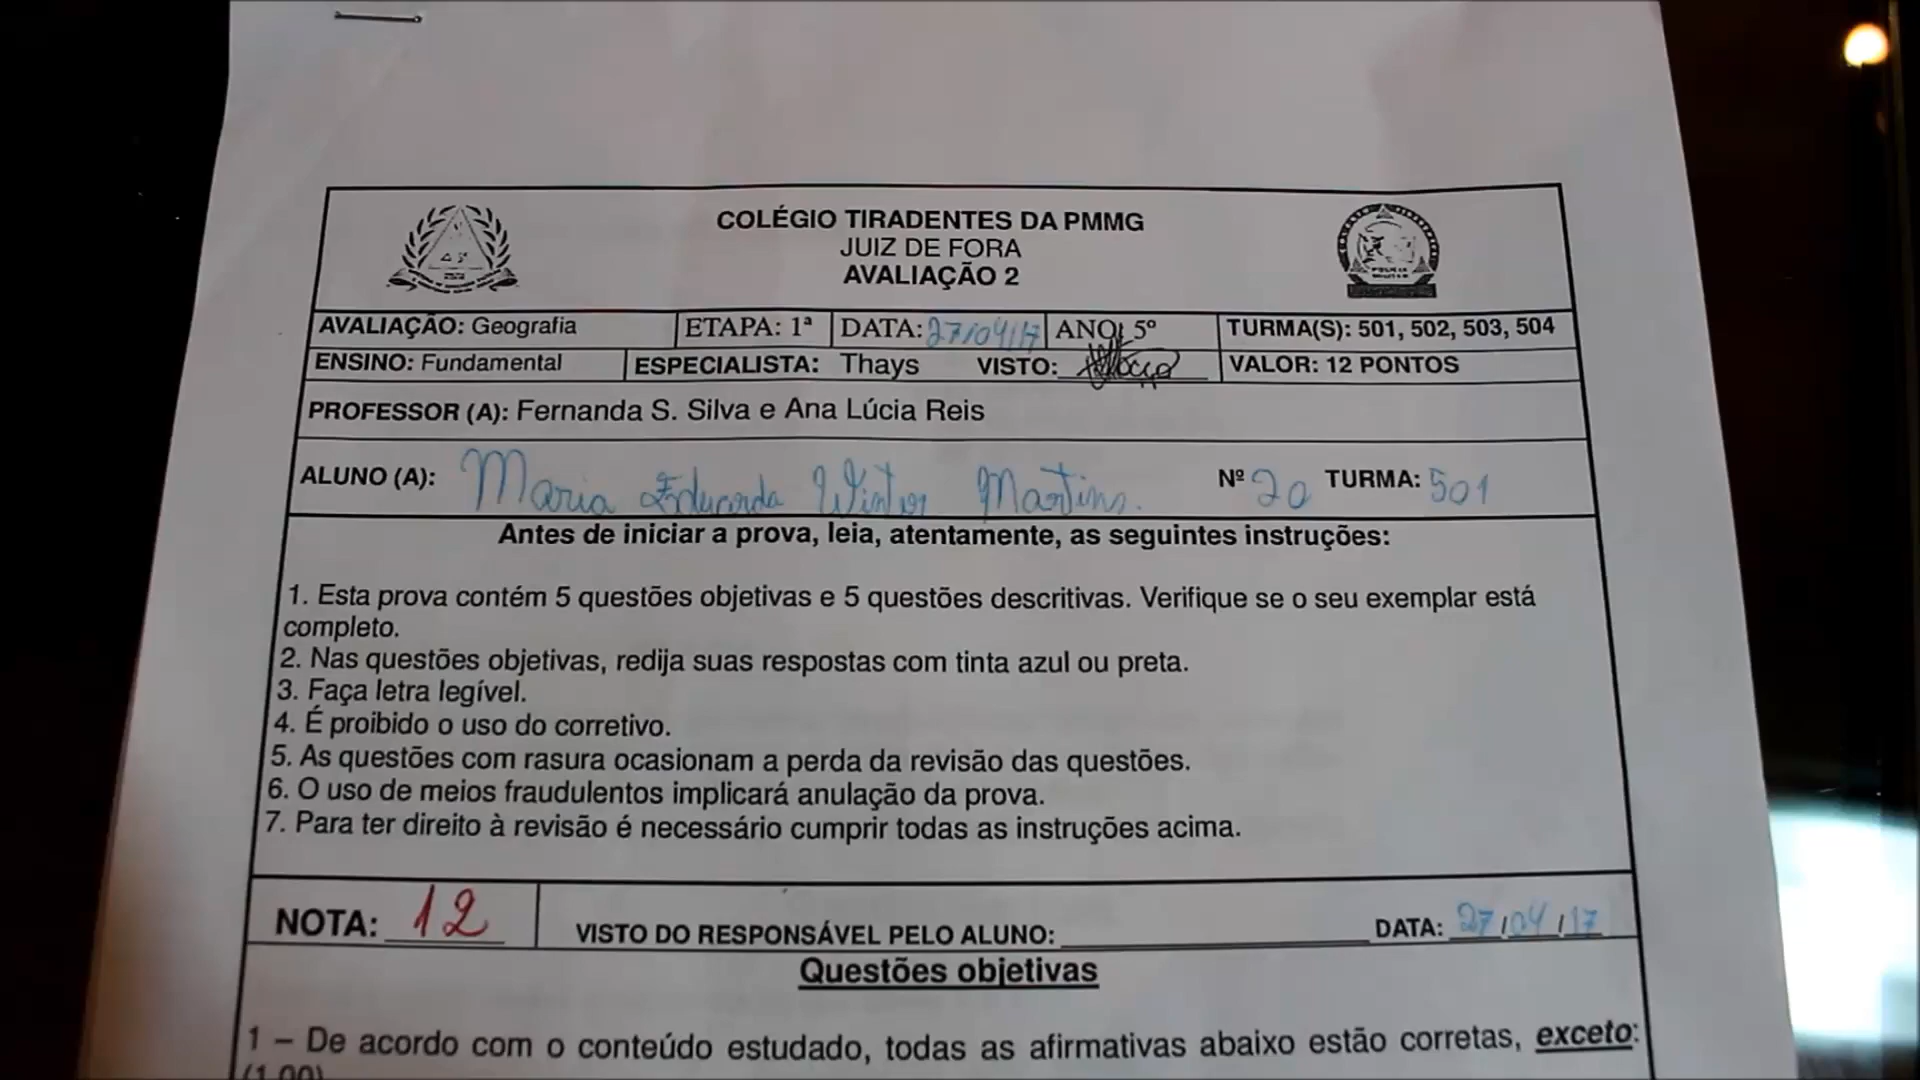 COLÉGIO TIRADENTES DA PMMG
JUIZ DE FORA
AVALIAÇÃO 2
AVALIAÇÃO: Geografia ETAPA: 1ª DATA: 27/04/17 ANO: 5º TURMA(S): 501, 502, 503, 504
ENSINO: Fundamental ESPECIALISTA: Thays VISTO: VALOR: 12 PONTOS
PROFESSOR (A): Fernanda S. Silva e Ana Lúcia Reis
ALUNO (A): Maria Eduarda Winter Martins. Nº 20 TURMA: 501
Antes de iniciar a prova, leia, atentamente, as seguintes instruções:
1. Esta prova contém 5 questões objetivas e 5 questões descritivas. Verifique se o seu exemplar está
completo.
2. Nas questões objetivas, redija suas respostas com tinta azul ou preta.
3. Faça letra legível.
4. É proibido o uso do corretivo.
5. As questões com rasura ocasionam a perda da revisão das questões.
6. O uso de meios fraudulentos implicará anulação da prova.
7. Para ter direito à revisão é necessário cumprir todas as instruções acima.
NOTA: 12 VISTO DO RESPONSÁVEL PELO ALUNO: DATA: 27/04/17
Questões objetivas
1 – De acordo com o conteúdo estudado, todas as afirmativas abaixo estão corretas, exceto:
(1,00)